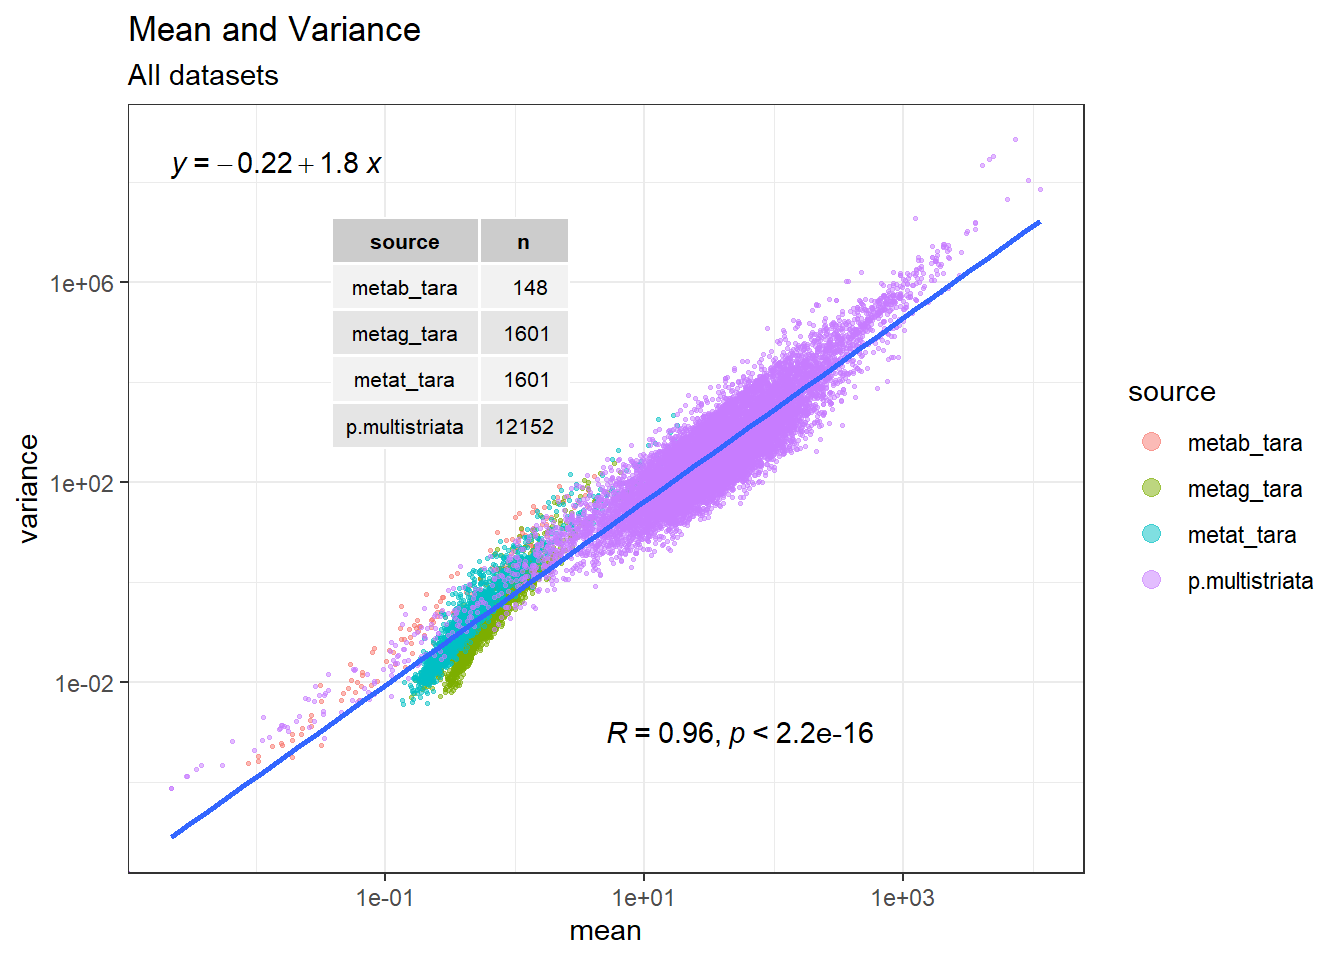 Mean and Variance
All datasets
y = −0.22 + 1.8 x
source n
metab_tara 148
metag_tara 1601
metat_tara 1601
p.multistriata 12152
R = 0.96, p < 2.2e-16
variance
1e+06
1e+02
1e-02
1e-01 1e+01 1e+03
mean
source
metab_tara
metag_tara
metat_tara
p.multistriata